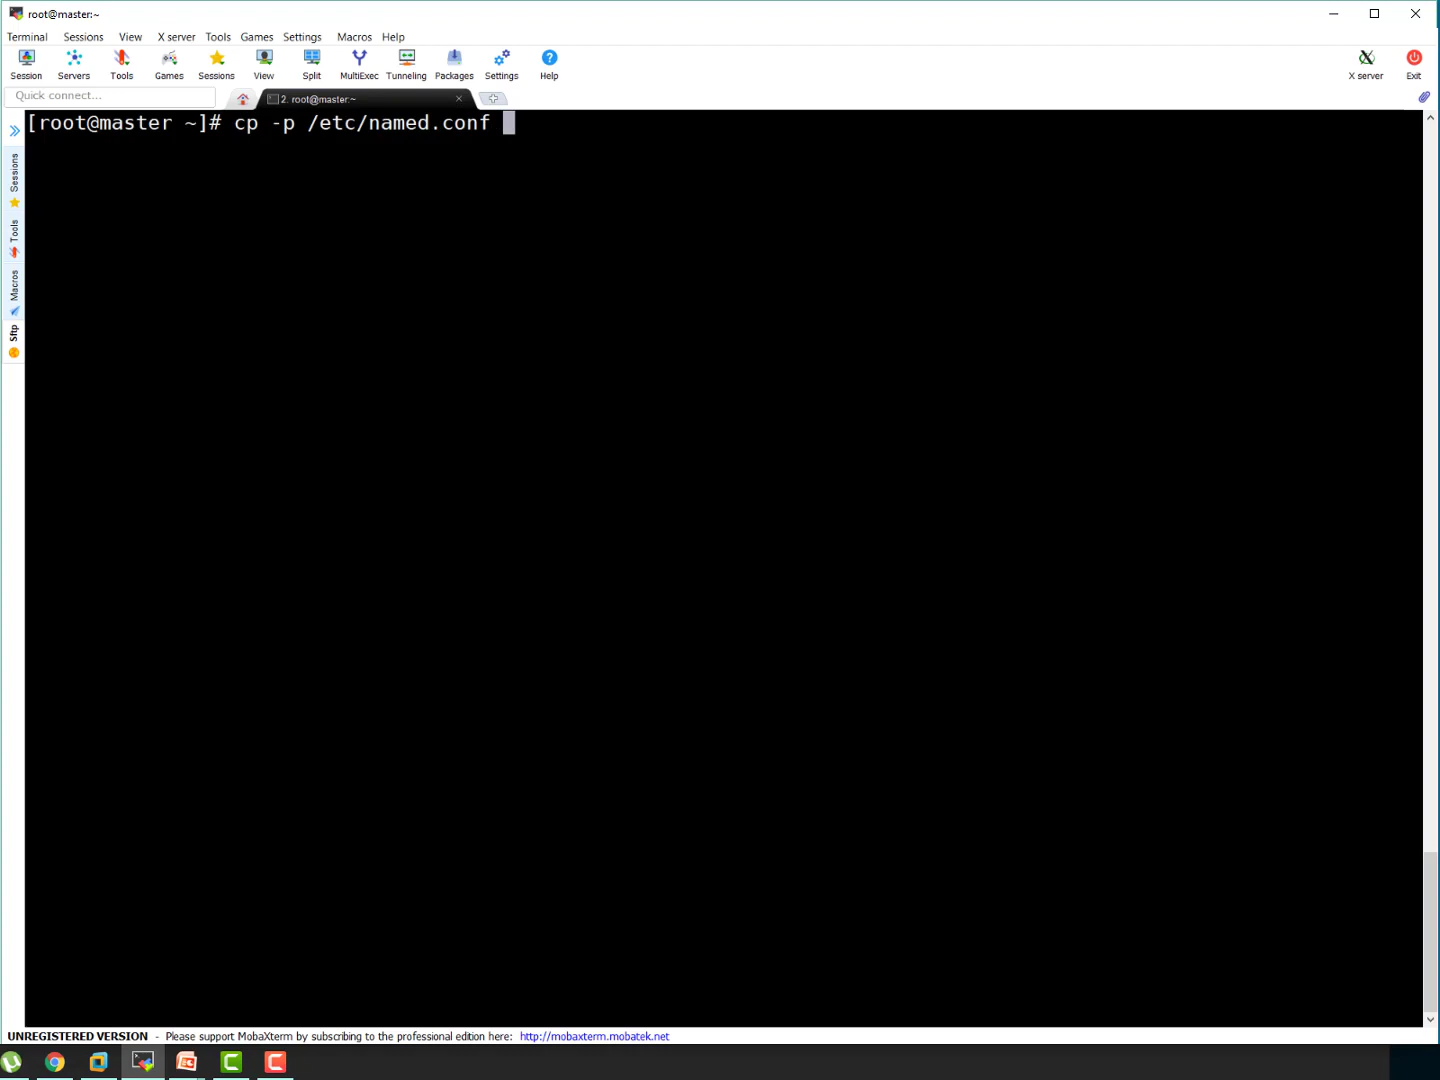 root@master:~
Terminal Sessions View X server Tools Games Settings Macros Help
Session Servers Tools Games Sessions View Split MultiExec Tunneling Packages Settings Help X server Exit
Quick connect... 2. root@master:~
[root@master ~]# cp -p /etc/named.conf
Sessions
Tools
Macros
Sftp
UNREGISTERED VERSION - Please support MobaXterm by subscribing to the professional edition here: http://mobaxterm.mobatek.net